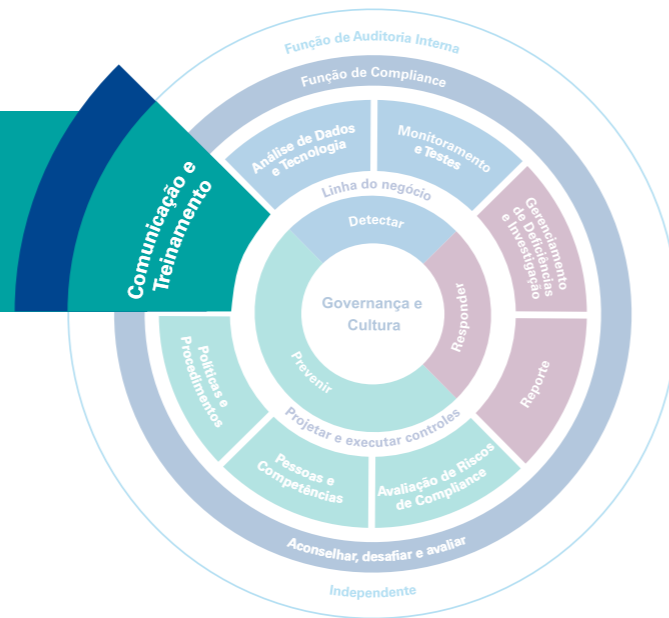 Função de Auditoria Interna
Função de Compliance
Análise de Dados
e Tecnologia
Monitoramento
e Testes
Linha do negócio
Detectar
Comunicação e
Treinamento
Gerenciamento
de Deficiências
e Investigação
Governança e
Cultura
Responder
Prevenir
Políticas e
Procedimentos
Reporte
Projetar e executar controles
Pessoas e
Competências
Avaliação de Riscos
de Compliance
Aconselhar, desafiar e avaliar
Independente